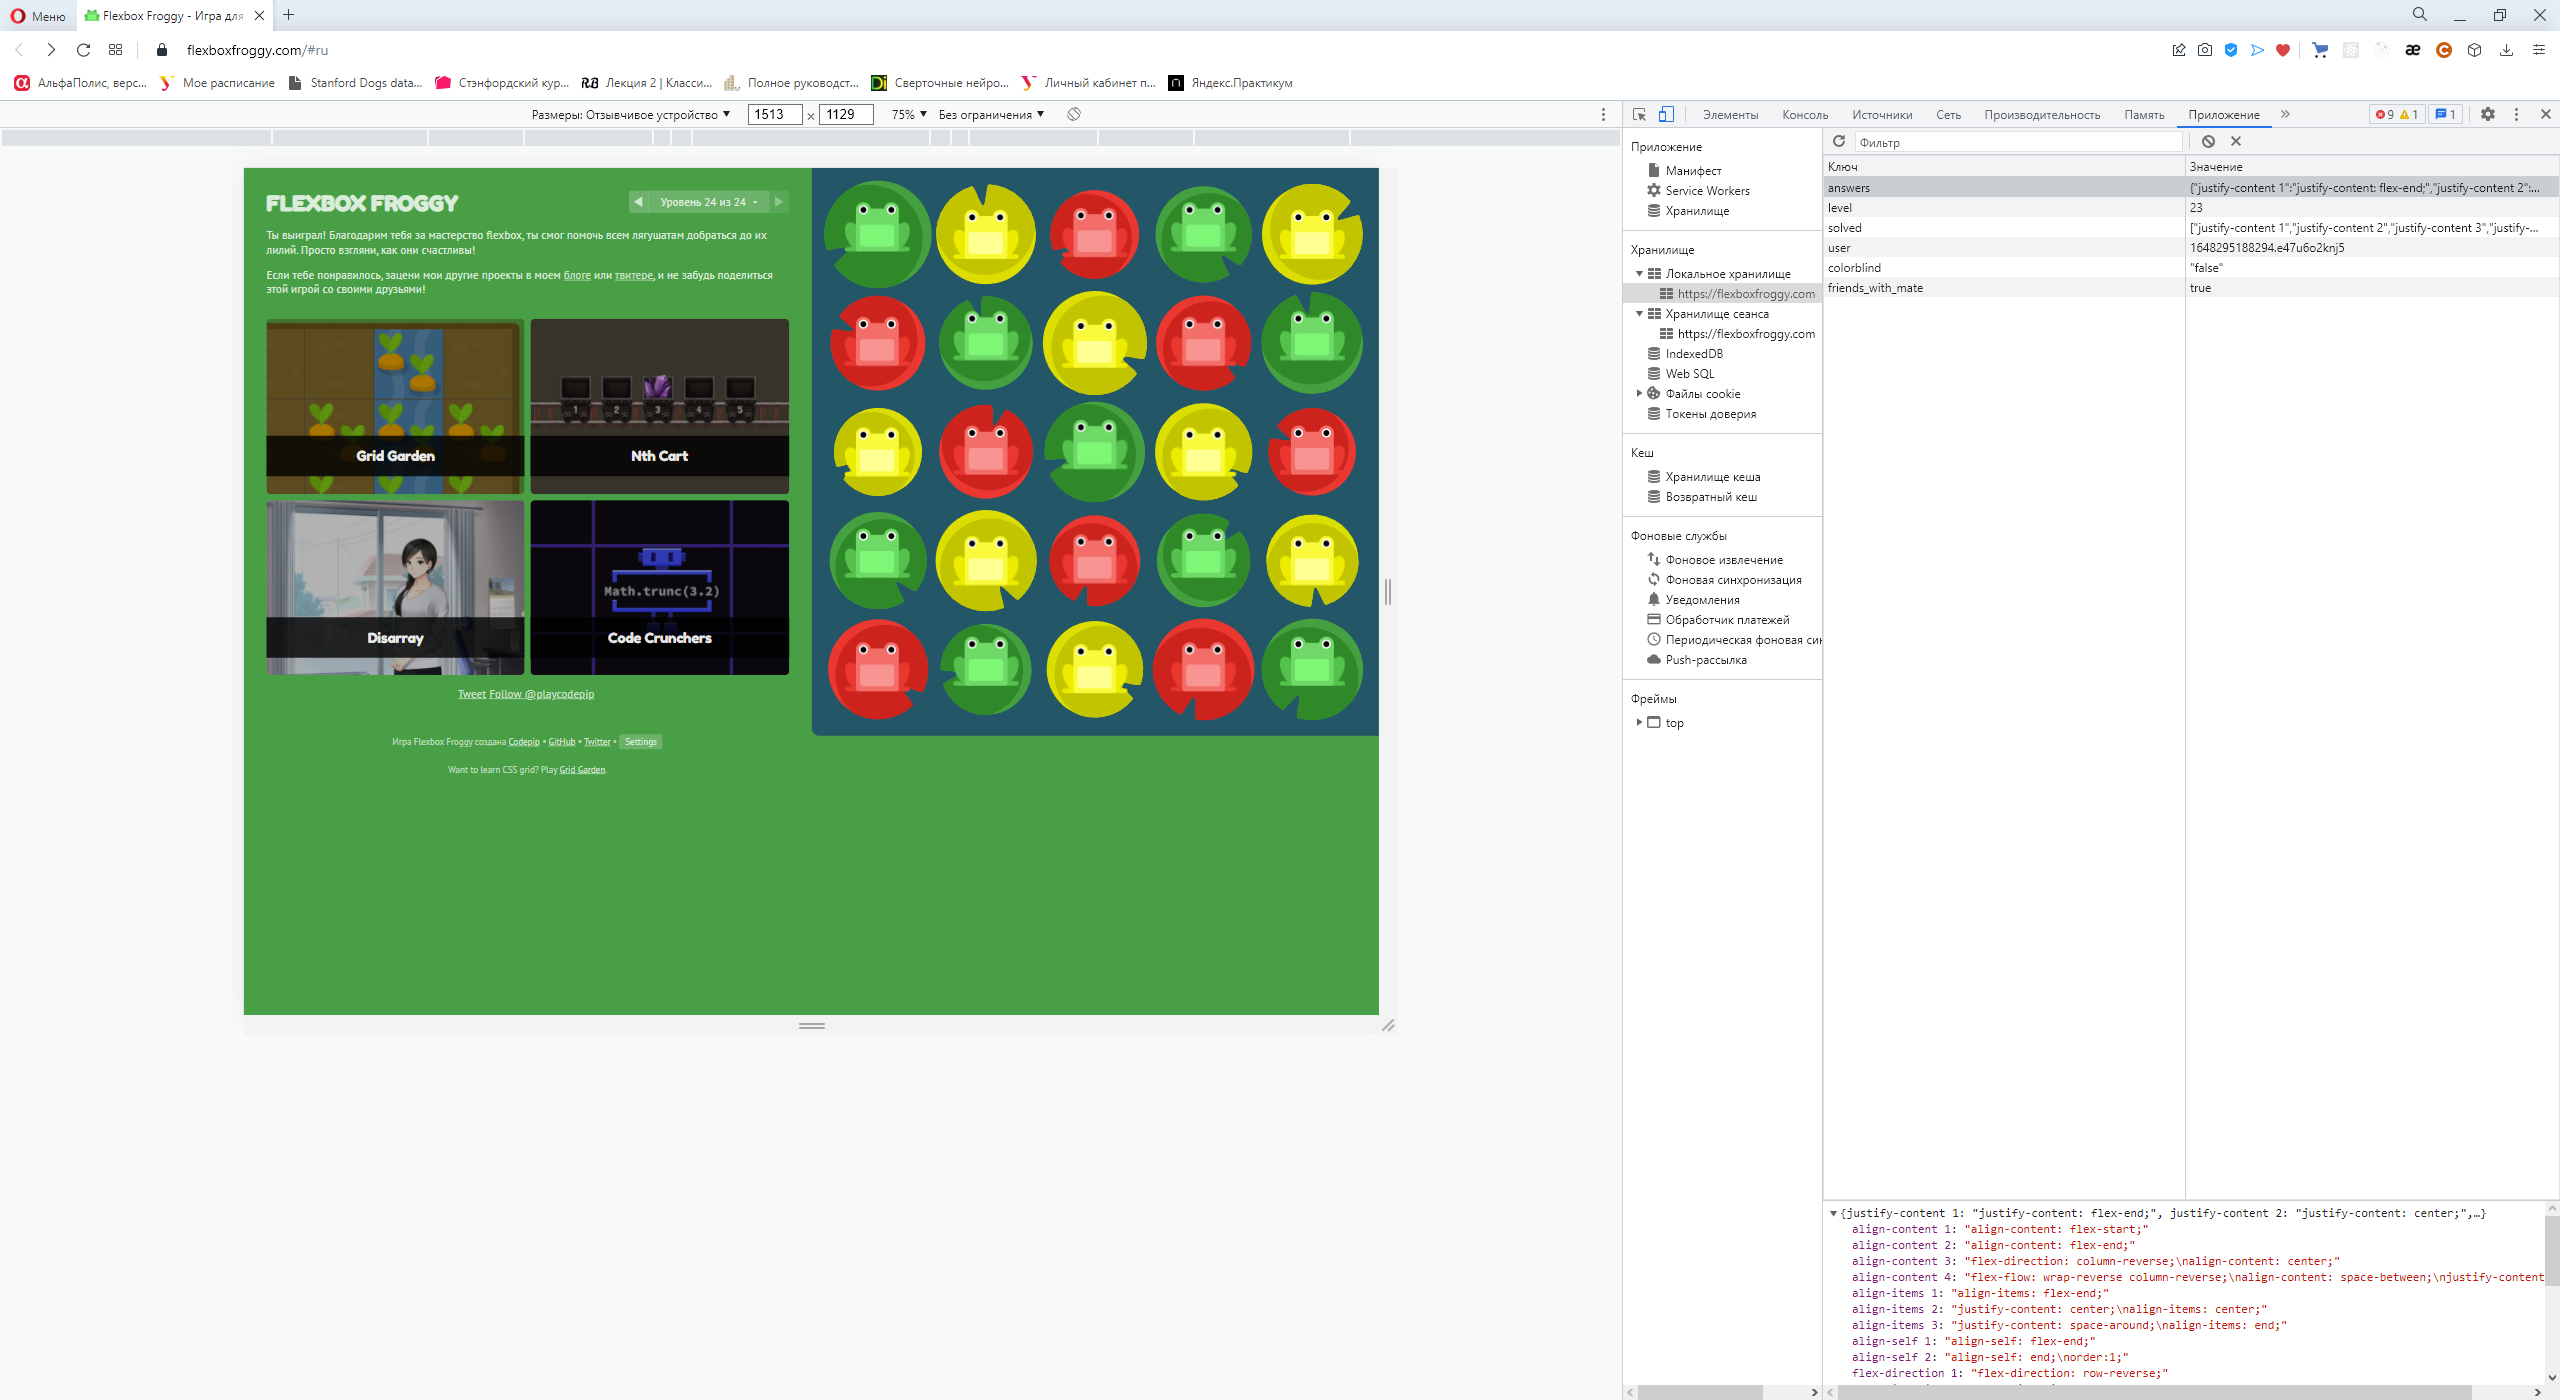 Меню
Flexbox Froggy - Игра для
flexboxfroggy.com/#ru
АльфаПолис, верс...
Мое расписание
Stanford Dogs data...
Стэнфордский кур...
Лекция 2 | Класси...
Полное руководст...
Сверточные нейро...
Личный кабинет п...
Яндекс.Практикум
Размеры: Отзывчивое устройство ▼ 1513 × 1129 75% ▼ Без ограничения ▼
FLEXBOX FROGGY
Уровень 24 из 24
Ты выиграл! Благодарим тебя за мастерство flexbox, ты смог помочь всем лягушатам добраться до их
лилий. Просто взгляни, как они счастливы!
Если тебе понравилось, зацени мои другие проекты в моем блоге или твитере, и не забудь поделиться
этой игрой со своими друзьями!
Grid Garden
1 2 3 4 5
Nth Cart
Disarray
Math.trunc(3.2)
Code Crunchers
Tweet Follow @playcodepip
Игра Flexbox Froggy создана Codepip • GitHub • Twitter • Settings
Want to learn CSS grid? Play Grid Garden.
Элементы Консоль Источники Сеть Производительность Память Приложение » 9 1 1
Приложение
Манифест
Service Workers
Хранилище
Хранилище
Локальное хранилище
https://flexboxfroggy.com
Хранилище сеанса
https://flexboxfroggy.com
IndexedDB
Web SQL
Файлы cookie
Токены доверия
Кеш
Хранилище кеша
Возвратный кеш
Фоновые службы
Фоновое извлечение
Фоновая синхронизация
Уведомления
Обработчик платежей
Периодическая фоновая син
Push-рассылка
Фреймы
top
Фильтр
Ключ Значение
answers {"justify-content 1":"justify-content: flex-end;","justify-content 2":...
level 23
solved ["justify-content 1","justify-content 2","justify-content 3","justify-...
user 1648295188294.e47u6o2knj5
colorblind "false"
friends_with_mate true
{justify-content 1: "justify-content: flex-end;", justify-content 2: "justify-content: center;",…}
align-content 1: "align-content: flex-start;"
align-content 2: "align-content: flex-end;"
align-content 3: "flex-direction: column-reverse;\nalign-content: center;"
align-content 4: "flex-flow: wrap-reverse column-reverse;\nalign-content: space-between;\njustify-content
align-items 1: "align-items: flex-end;"
align-items 2: "justify-content: center;\nalign-items: center;"
align-items 3: "justify-content: space-around;\nalign-items: end;"
align-self 1: "align-self: flex-end;"
align-self 2: "align-self: end;\norder:1;"
flex-direction 1: "flex-direction: row-reverse;"